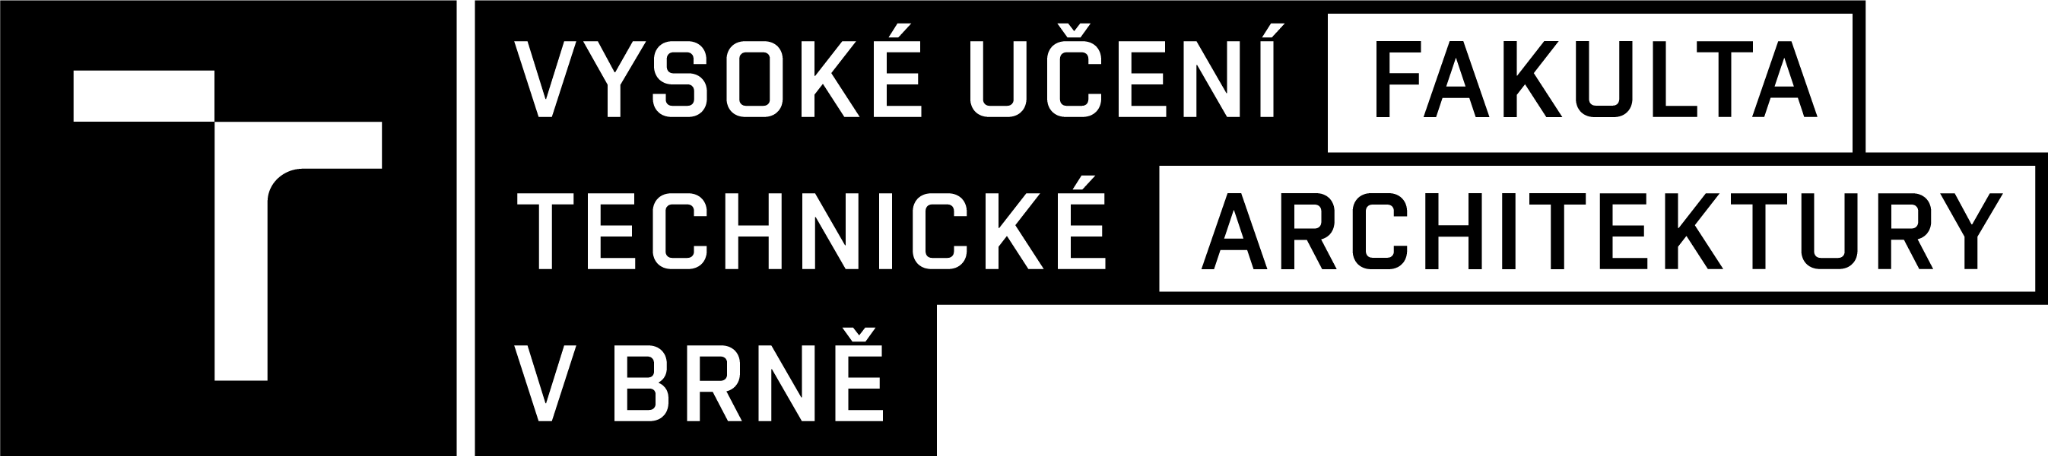 VYSOKÉ UČENÍ FAKULTA
TECHNICKÉ ARCHITEKTURY
V BRNĚ